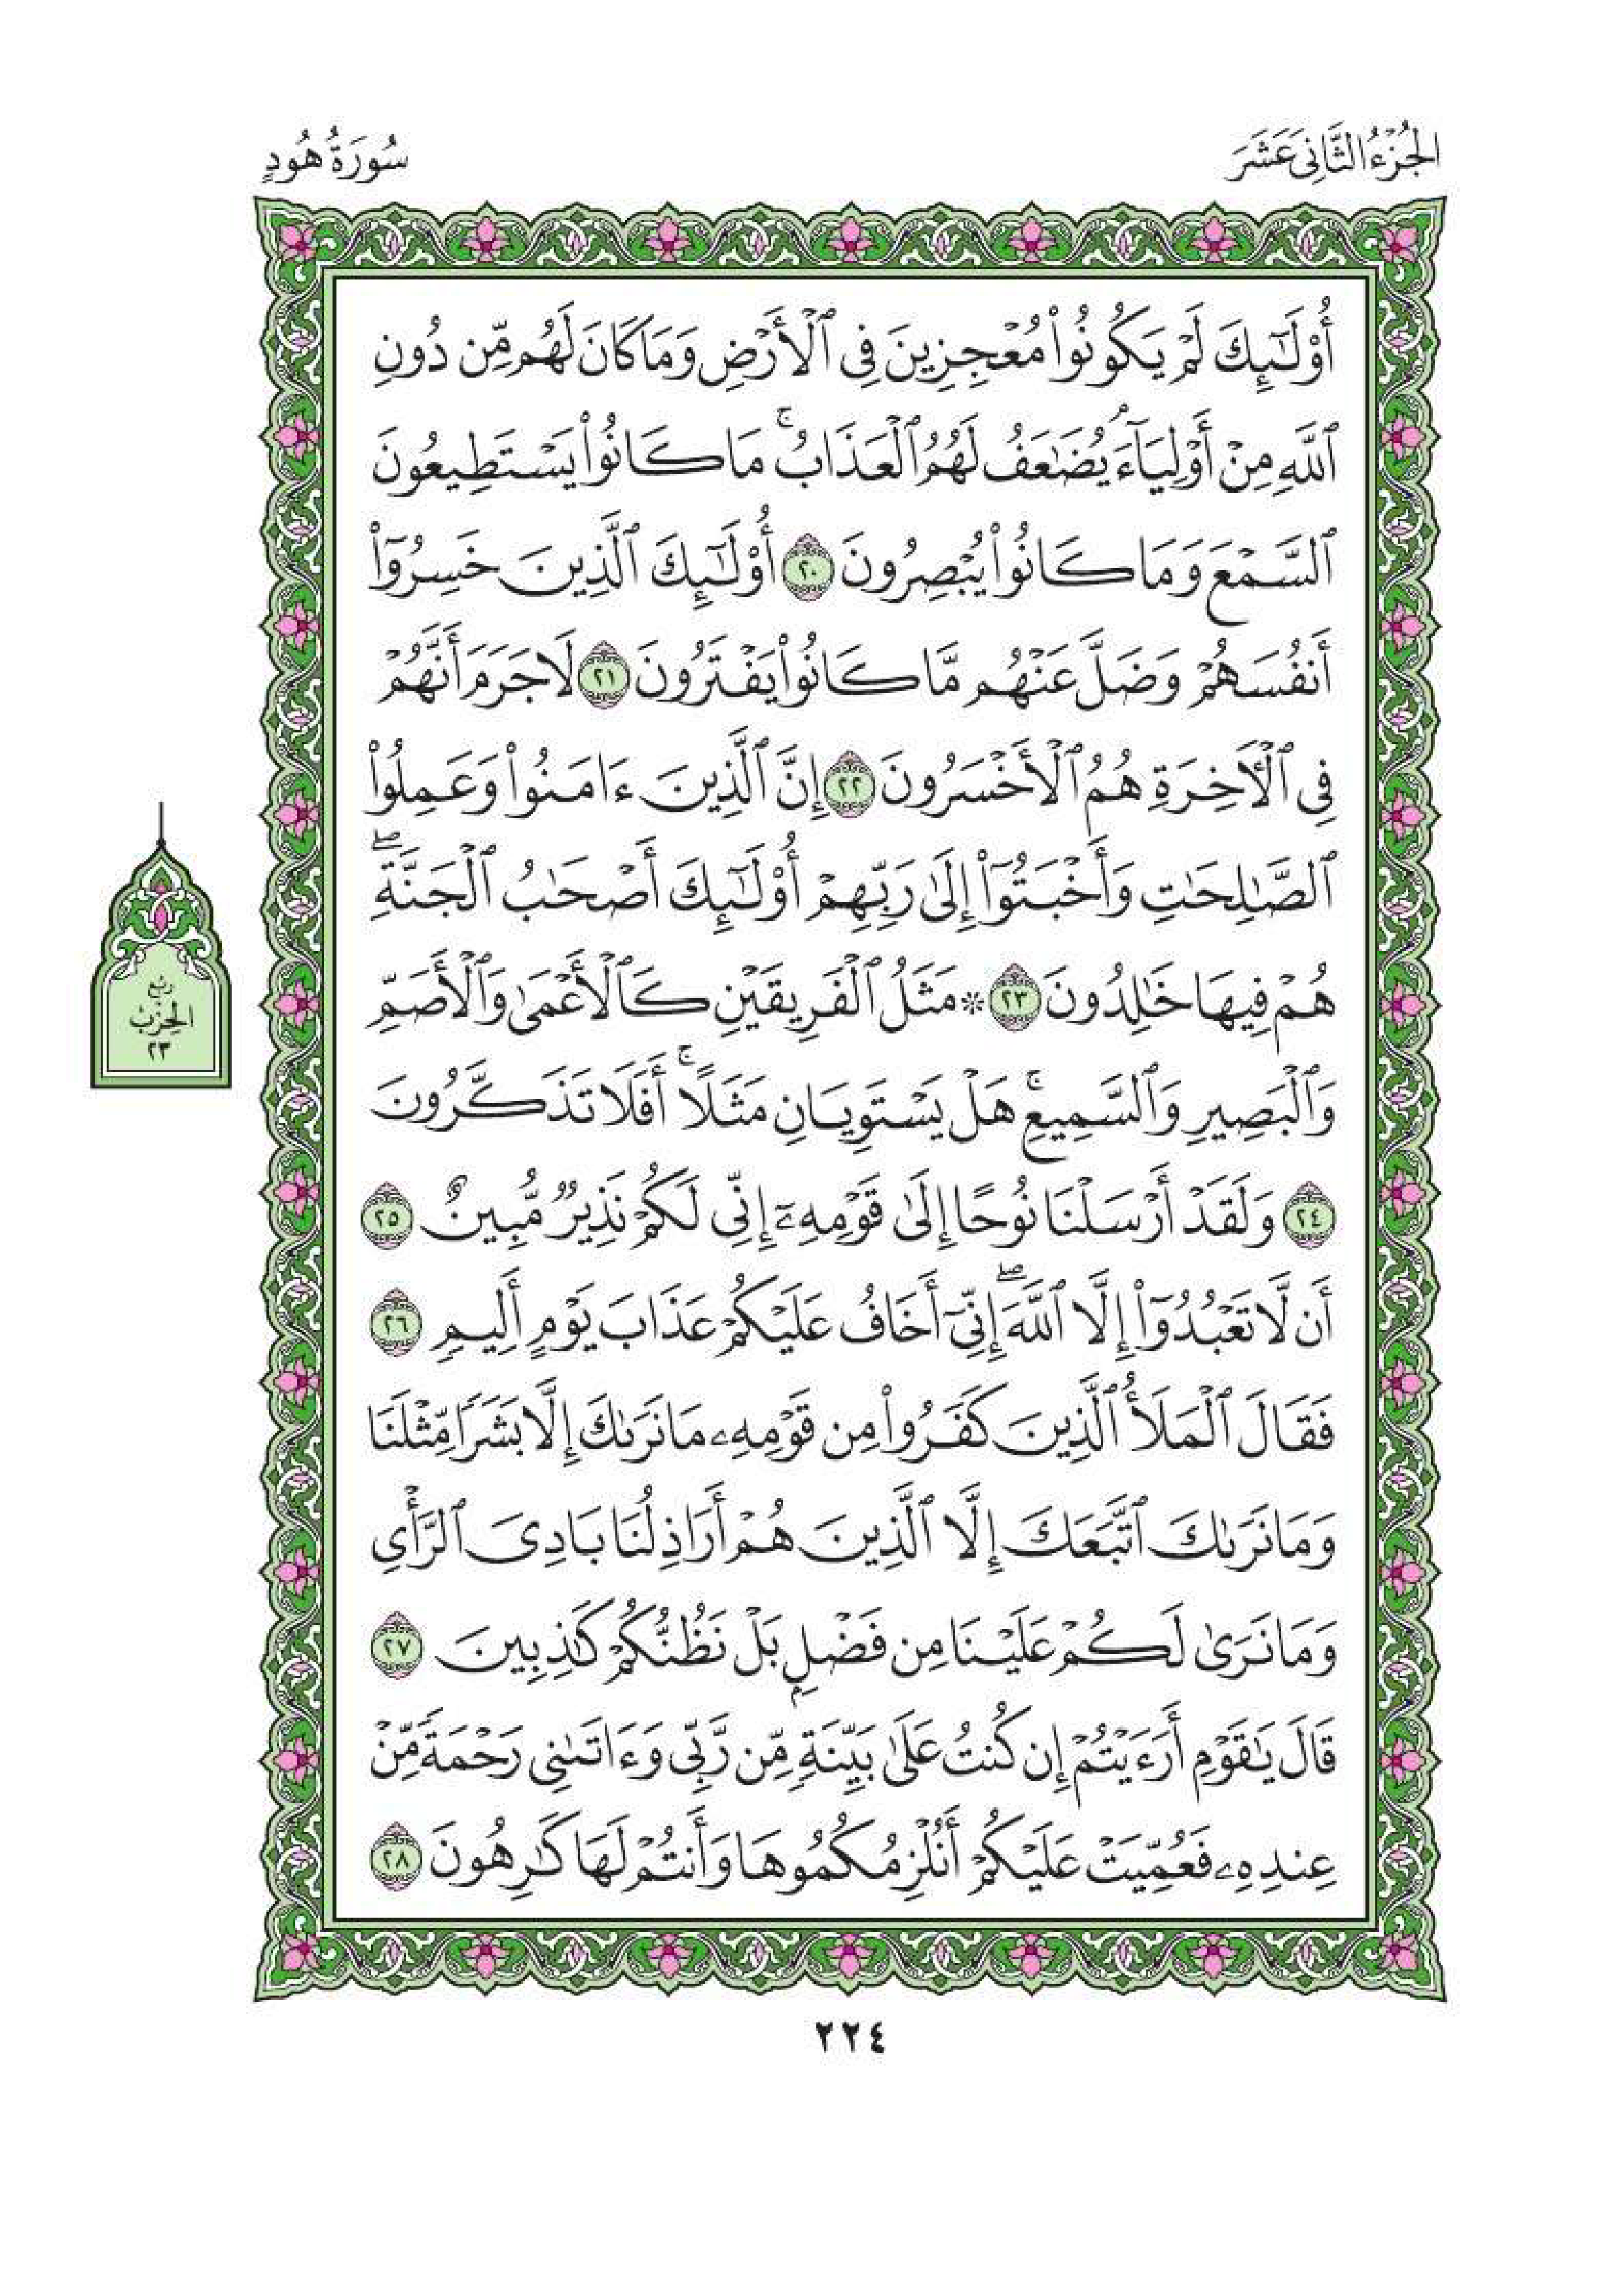 الجُزْءُ الثَّانِي عَشَرَ
سُورَةُ هُودٍ
أُوْلَٰٓئِكَ لَمْ يَكُونُوا۟ مُعْجِزِينَ فِى ٱلْأَرْضِ وَمَا كَانَ لَهُم مِّن دُونِ
ٱللَّهِ مِنْ أَوْلِيَآءَ ۘ يُضَٰعَفُ لَهُمُ ٱلْعَذَابُ ۚ مَا كَانُوا۟ يَسْتَطِيعُونَ
ٱلسَّمْعَ وَمَا كَانُوا۟ يُبْصِرُونَ ٢٠ أُوْلَٰٓئِكَ ٱلَّذِينَ خَسِرُوٓا۟
أَنفُسَهُمْ وَضَلَّ عَنْهُم مَّا كَانُوا۟ يَفْتَرُونَ ٢١ لَا جَرَمَ أَنَّهُمْ
فِى ٱلْءَاخِرَةِ هُمُ ٱلْأَخْسَرُونَ ٢٢ إِنَّ ٱلَّذِينَ ءَامَنُوا۟ وَعَمِلُوا۟
ٱلصَّٰلِحَٰتِ وَأَخْبَتُوٓا۟ إِلَىٰ رَبِّهِمْ أُوْلَٰٓئِكَ أَصْحَٰبُ ٱلْجَنَّةِ ۖ
هُمْ فِيهَا خَٰلِدُونَ ٢٣ * مَثَلُ ٱلْفَرِيقَيْنِ كَٱلْأَعْمَىٰ وَٱلْأَصَمِّ
وَٱلْبَصِيرِ وَٱلسَّمِيعِ ۚ هَلْ يَسْتَوِيَانِ مَثَلًا ۚ أَفَلَا تَذَكَّرُونَ
٢٤ وَلَقَدْ أَرْسَلْنَا نُوحًا إِلَىٰ قَوْمِهِۦٓ إِنِّى لَكُمْ نَذِيرٌ مُّبِينٌ ٢٥
أَن لَّا تَعْبُدُوٓا۟ إِلَّا ٱللَّهَ ۖ إِنِّىٓ أَخَافُ عَلَيْكُمْ عَذَابَ يَوْمٍ أَلِيمٍ ٢٦
فَقَالَ ٱلْمَلَأُ ٱلَّذِينَ كَفَرُوا۟ مِن قَوْمِهِۦ مَا نَرَىٰكَ إِلَّا بَشَرًا مِّثْلَنَا
وَمَا نَرَىٰكَ ٱتَّبَعَكَ إِلَّا ٱلَّذِينَ هُمْ أَرَاذِلُنَا بَادِىَ ٱلرَّأْىِ
وَمَا نَرَىٰ لَكُمْ عَلَيْنَا مِن فَضْلٍۭ بَلْ نَظُنُّكُمْ كَٰذِبِينَ ٢٧
قَالَ يَٰقَوْمِ أَرَءَيْتُمْ إِن كُنتُ عَلَىٰ بَيِّنَةٍ مِّن رَّبِّى وَءَاتَىٰنِى رَحْمَةً مِّنْ
عِندِهِۦ فَعُمِّيَتْ عَلَيْكُمْ أَنُلْزِمُكُمُوهَا وَأَنتُمْ لَهَا كَٰرِهُونَ ٢٨
رُبع
الحِزْبِ
٢٣
٢٢٤